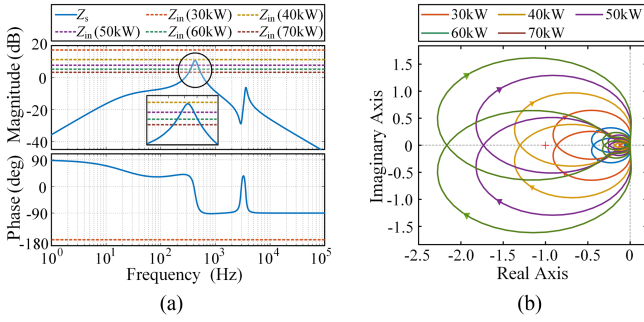 Zs Zin (30kW) Zin (40kW)
Zin (50kW) Zin (60kW) Zin (70kW)
Magnitude (dB)
20
0
-20
-40
Phase (deg)
90
0
-90
-180
10^0 10^1 10^2 10^3 10^4 10^5
Frequency (Hz)
(a)
30kW 40kW 50kW
60kW 70kW
Imaginary Axis
1.5
1.0
0.5
0
-0.5
-1.0
-1.5
-2.5 -2.0 -1.5 -1.0 -0.5 0
Real Axis
(b)